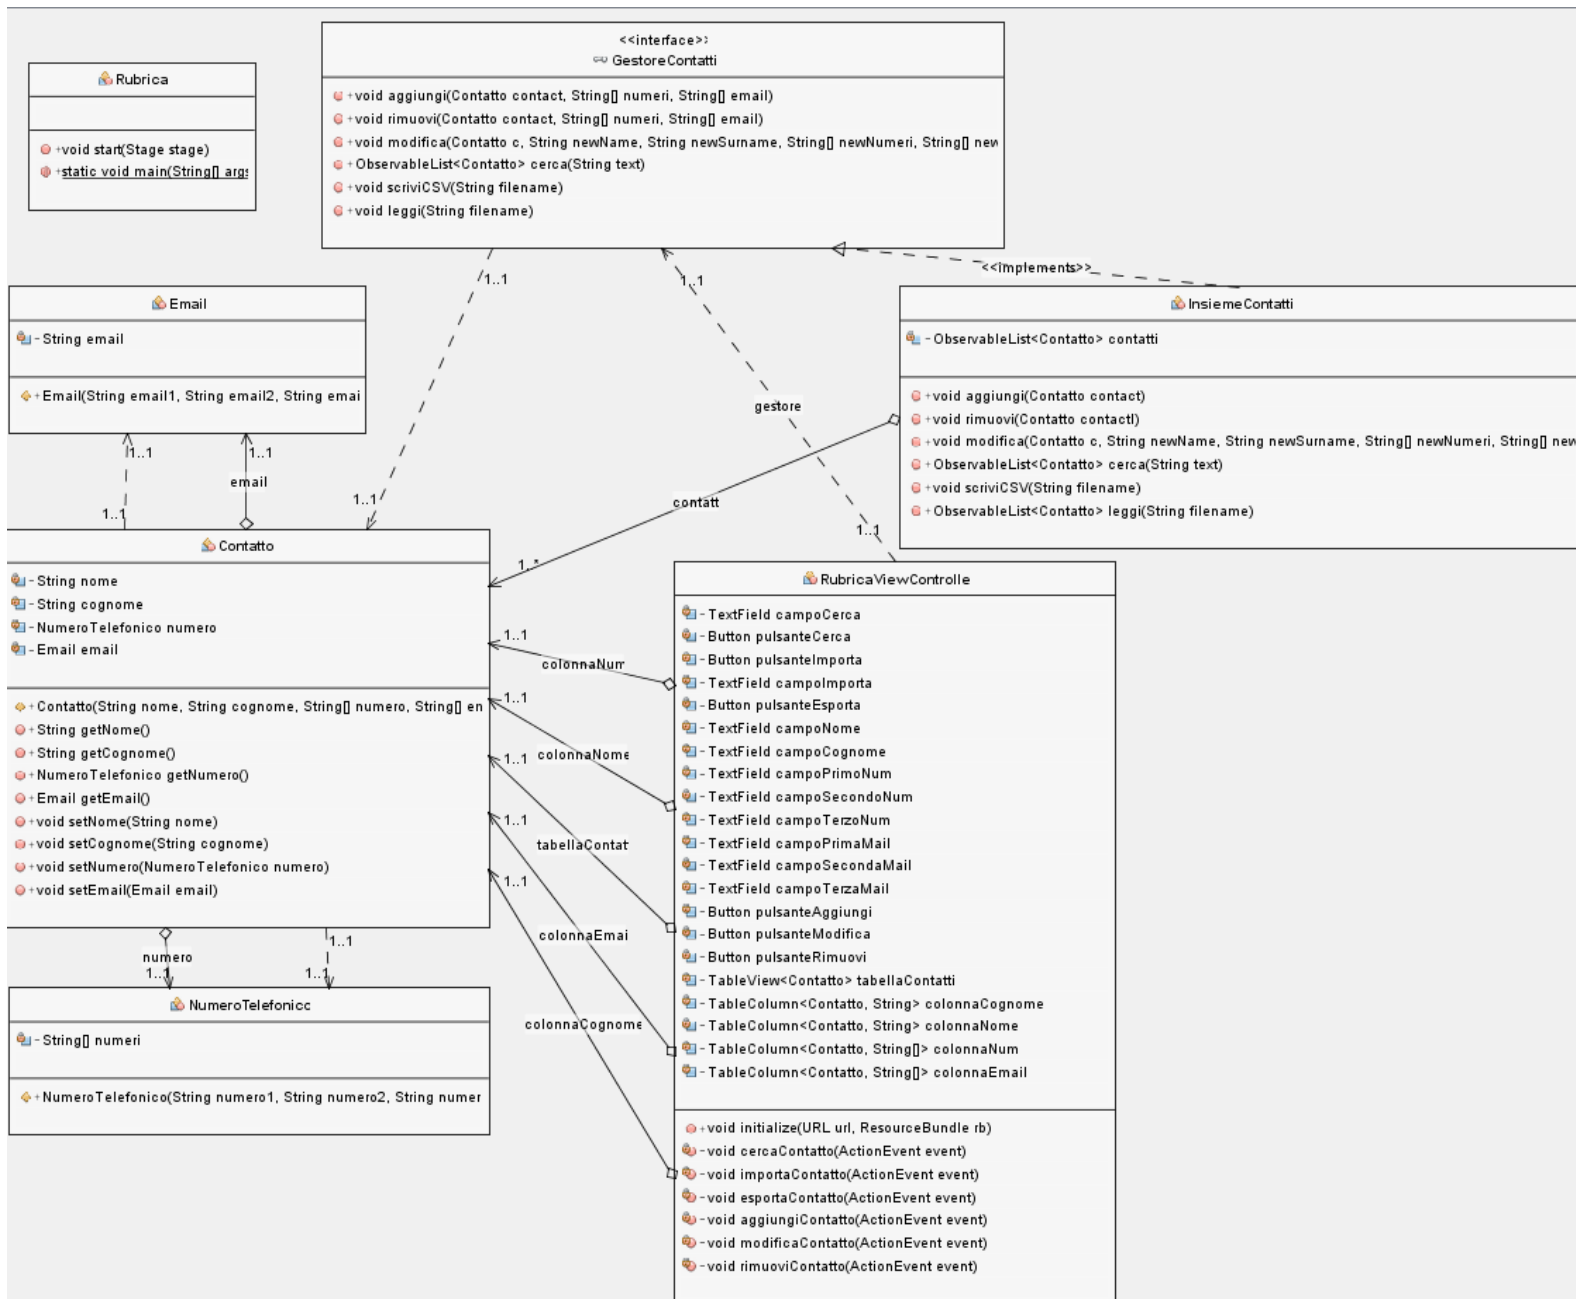 Rubrica
+void start(Stage stage)
+static void main(String[] args
<<interface>>
GestoreContatti
+void aggiungi(Contatto contact, String[] numeri, String[] email)
+void rimuovi(Contatto contact, String[] numeri, String[] email)
+void modifica(Contatto c, String newName, String newSurname, String[] newNumeri, String[] new
+ObservableList<Contatto> cerca(String text)
+void scriviCSV(String filename)
+void leggi(String filename)
1..1
1..1
<<implements>>
Email
-String email
+Email(String email1, String email2, String emai
InsiemeContatti
-ObservableList<Contatto> contatti
+void aggiungi(Contatto contact)
+void rimuovi(Contatto contactl)
+void modifica(Contatto c, String newName, String newSurname, String[] newNumeri, String[] new
+ObservableList<Contatto> cerca(String text)
+void scriviCSV(String filename)
+ObservableList<Contatto> leggi(String filename)
gestore
1..1
1..1
email
1..1
1..1
contatt
1..1
1..*
Contatto
-String nome
-String cognome
-NumeroTelefonico numero
-Email email
+Contatto(String nome, String cognome, String[] numero, String[] en
+String getNome()
+String getCognome()
+NumeroTelefonico getNumero()
+Email getEmail()
+void setNome(String nome)
+void setCognome(String cognome)
+void setNumero(NumeroTelefonico numero)
+void setEmail(Email email)
1..1
colonnaNum
1..1
colonnaNome
1..1
tabellaContat
1..1
colonnaEmai
1..1
colonnaCognome
RubricaViewControlle
-TextField campoCerca
-Button pulsanteCerca
-Button pulsanteImporta
-TextField campoImporta
-Button pulsanteEsporta
-TextField campoNome
-TextField campoCognome
-TextField campoPrimoNum
-TextField campoSecondoNum
-TextField campoTerzoNum
-TextField campoPrimaMail
-TextField campoSecondaMail
-TextField campoTerzaMail
-Button pulsanteAggiungi
-Button pulsanteModifica
-Button pulsanteRimuovi
-TableView<Contatto> tabellaContatti
-TableColumn<Contatto, String> colonnaCognome
-TableColumn<Contatto, String> colonnaNome
-TableColumn<Contatto, String[]> colonnaNum
-TableColumn<Contatto, String[]> colonnaEmail
+void initialize(URL url, ResourceBundle rb)
-void cercaContatto(ActionEvent event)
-void importaContatto(ActionEvent event)
-void esportaContatto(ActionEvent event)
-void aggiungiContatto(ActionEvent event)
-void modificaContatto(ActionEvent event)
-void rimuoviContatto(ActionEvent event)
numero
1..1
1..1
1..1
NumeroTelefonicc
-String[] numeri
+NumeroTelefonico(String numero1, String numero2, String numer